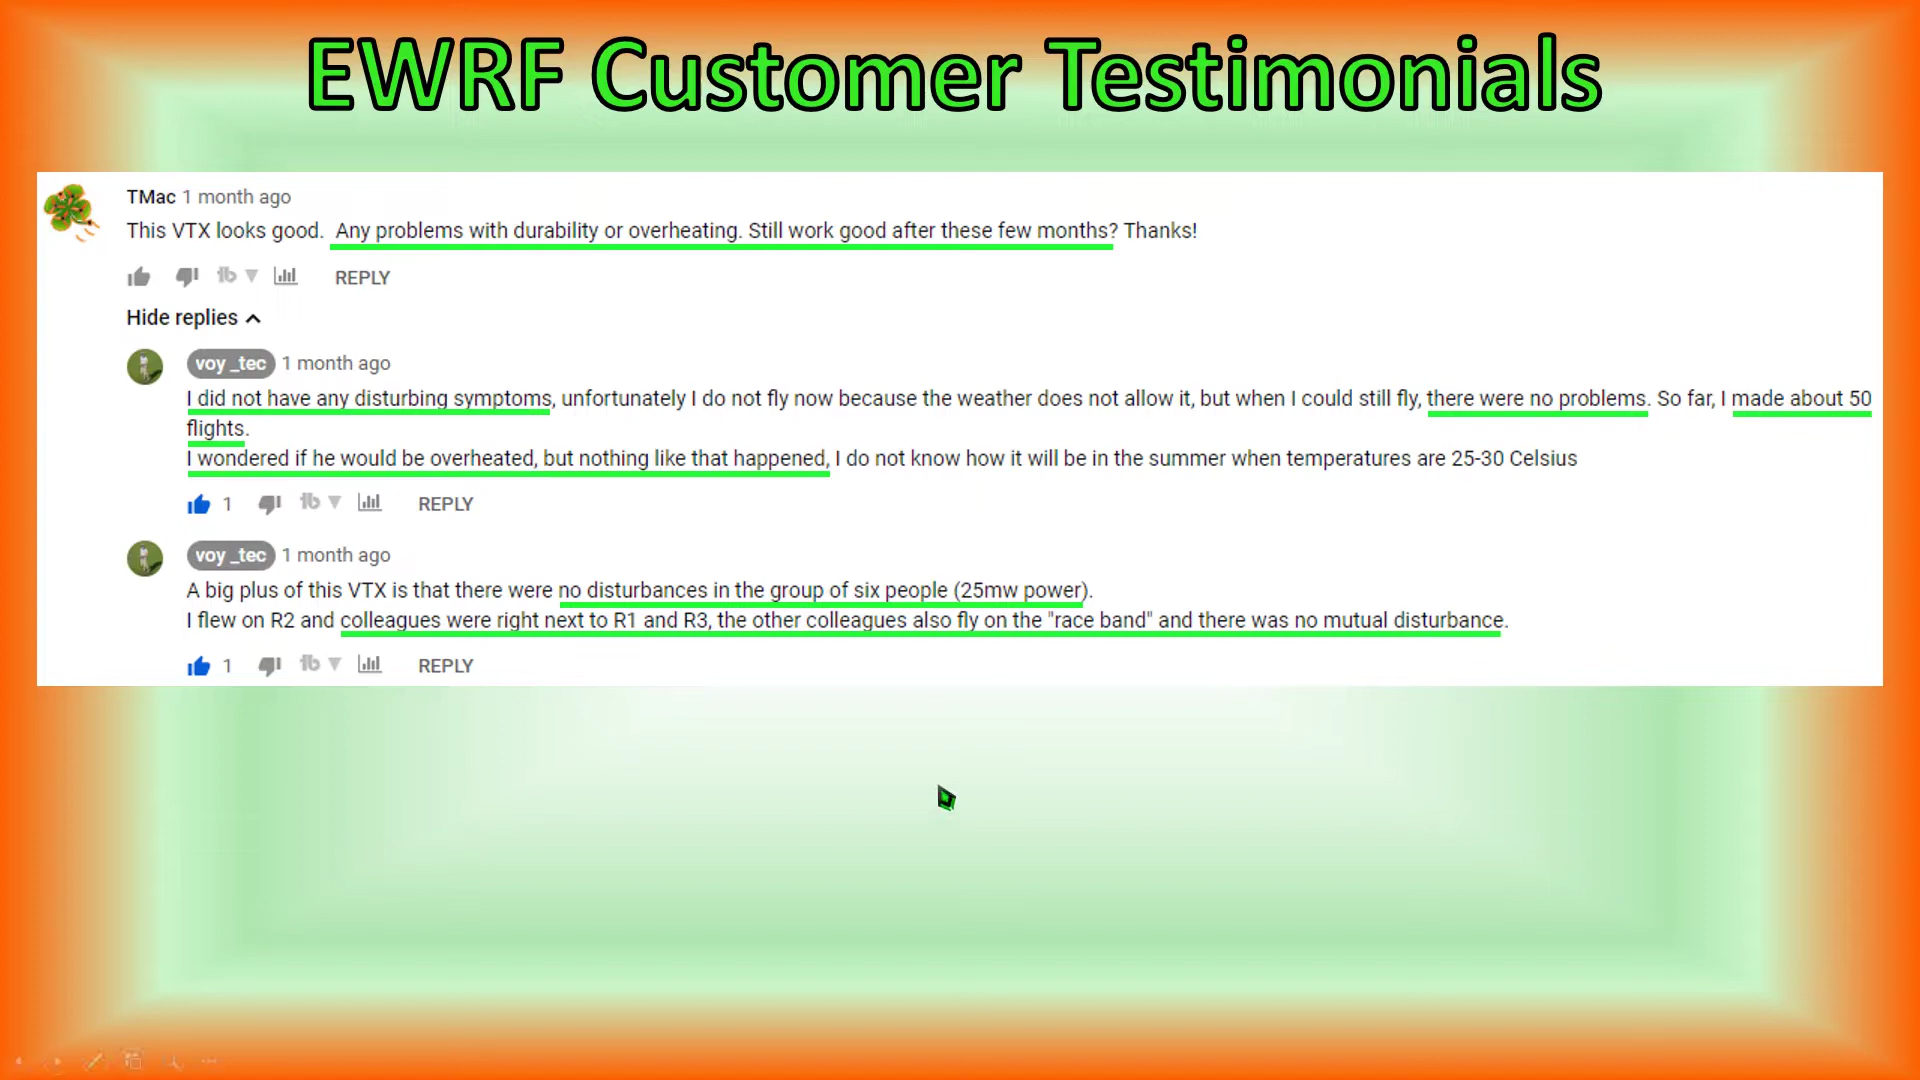 EWRF Customer Testimonials
TMac 1 month ago
This VTX looks good. Any problems with durability or overheating. Still work good after these few months? Thanks!
REPLY
Hide replies
voy _tec 1 month ago
I did not have any disturbing symptoms, unfortunately I do not fly now because the weather does not allow it, but when I could still fly, there were no problems. So far, I made about 50
flights.
I wondered if he would be overheated, but nothing like that happened, I do not know how it will be in the summer when temperatures are 25-30 Celsius
1 REPLY
voy _tec 1 month ago
A big plus of this VTX is that there were no disturbances in the group of six people (25mw power).
I flew on R2 and colleagues were right next to R1 and R3, the other colleagues also fly on the "race band" and there was no mutual disturbance.
1 REPLY